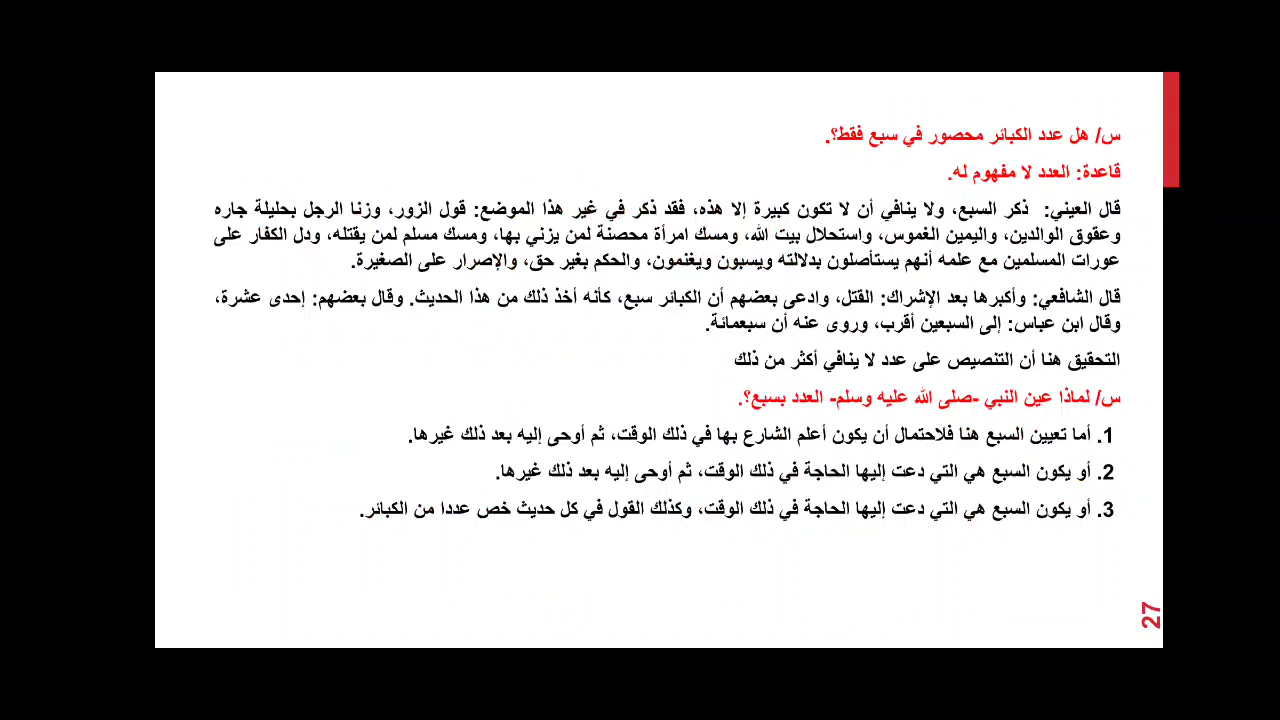 س/ هل عدد الكبائر محصور في سبع فقط؟.
قاعدة: العدد لا مفهوم له.
قال العيني: ذكر السبع، ولا ينافي أن لا تكون كبيرة إلا هذه، فقد ذكر في غير هذا الموضع: قول الزور، وزنا الرجل بحليلة جاره
وعقوق الوالدين، واليمين الغموس، واستحلال بيت الله، ومسك امرأة محصنة لمن يزني بها، ومسك مسلم لمن يقتله، ودل الكفار على
عورات المسلمين مع علمه أنهم يستأصلون بدلالته ويسبون ويغنمون، والحكم بغير حق، والإصرار على الصغيرة.
قال الشافعي: وأكبرها بعد الإشراك: القتل، وادعى بعضهم أن الكبائر سبع، كأنه أخذ ذلك من هذا الحديث. وقال بعضهم: إحدى عشرة،
وقال ابن عباس: إلى السبعين أقرب، وروى عنه أن سبعمائة.
التحقيق هنا أن التنصيص على عدد لا ينافي أكثر من ذلك
س/ لماذا عين النبي -صلى الله عليه وسلم- العدد بسبع؟.
1. أما تعيين السبع هنا فلاحتمال أن يكون أعلم الشارع بها في ذلك الوقت، ثم أوحى إليه بعد ذلك غيرها.
2. أو يكون السبع هي التي دعت إليها الحاجة في ذلك الوقت، ثم أوحى إليه بعد ذلك غيرها.
3. أو يكون السبع هي التي دعت إليها الحاجة في ذلك الوقت، وكذلك القول في كل حديث خص عددا من الكبائر.
27